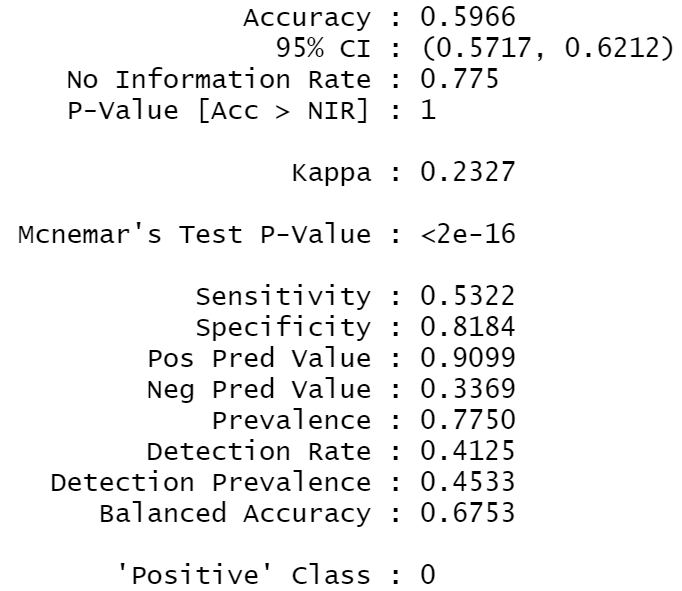 Accuracy : 0.5966
95% CI : (0.5717, 0.6212)
No Information Rate : 0.775
P-Value [Acc > NIR] : 1
Kappa : 0.2327
Mcnemar's Test P-Value : <2e-16
Sensitivity : 0.5322
Specificity : 0.8184
Pos Pred Value : 0.9099
Neg Pred Value : 0.3369
Prevalence : 0.7750
Detection Rate : 0.4125
Detection Prevalence : 0.4533
Balanced Accuracy : 0.6753
'Positive' Class : 0